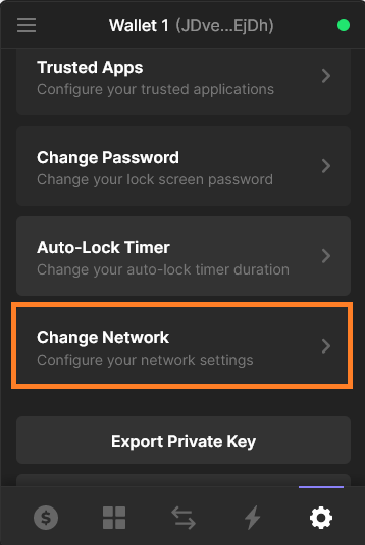 Wallet 1 (JDve...EjDh)
Trusted Apps
Configure your trusted applications
Change Password
Change your lock screen password
Auto-Lock Timer
Change your auto-lock timer duration
Change Network
Configure your network settings
Export Private Key